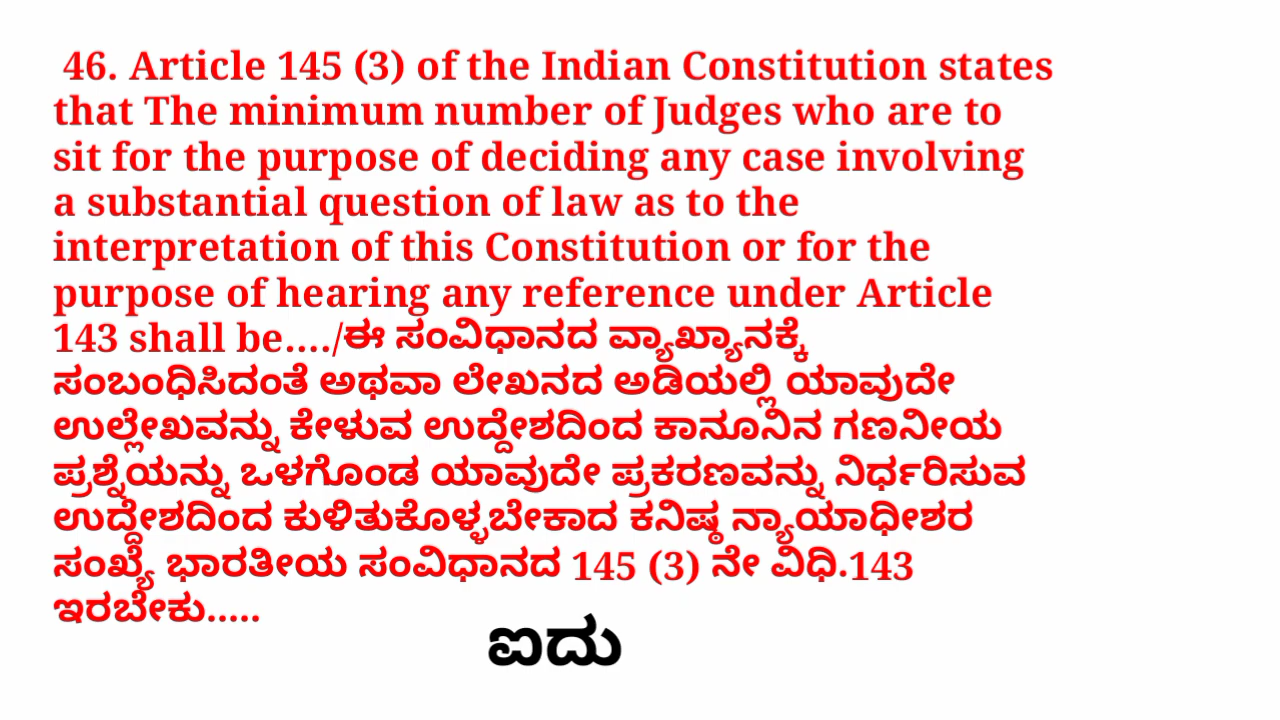 46. Article 145 (3) of the Indian Constitution states
that The minimum number of Judges who are to
sit for the purpose of deciding any case involving
a substantial question of law as to the
interpretation of this Constitution or for the
purpose of hearing any reference under Article
143 shall be..../ಈ ಸಂವಿಧಾನದ ವ್ಯಾಖ್ಯಾನಕ್ಕೆ
ಸಂಬಂಧಿಸಿದಂತೆ ಅಥವಾ ಲೇಖನದ ಅಡಿಯಲ್ಲಿ ಯಾವುದೇ
ಉಲ್ಲೇಖವನ್ನು ಕೇಳುವ ಉದ್ದೇಶದಿಂದ ಕಾನೂನಿನ ಗಣನೀಯ
ಪ್ರಶ್ನೆಯನ್ನು ಒಳಗೊಂಡ ಯಾವುದೇ ಪ್ರಕರಣವನ್ನು ನಿರ್ಧರಿಸುವ
ಉದ್ದೇಶದಿಂದ ಕುಳಿತುಕೊಳ್ಳಬೇಕಾದ ಕನಿಷ್ಠ ನ್ಯಾಯಾಧೀಶರ
ಸಂಖ್ಯೆ ಭಾರತೀಯ ಸಂವಿಧಾನದ 145 (3) ನೇ ವಿಧಿ.143
ಇರಬೇಕು.....
ಐದು